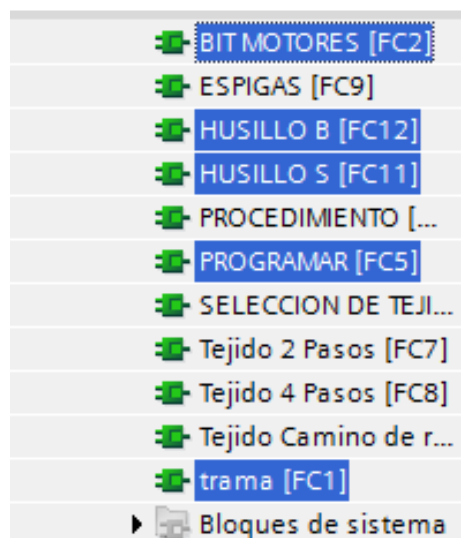 BIT MOTORES [FC2]
ESPIGAS [FC9]
HUSILLO B [FC12]
HUSILLO S [FC11]
PROCEDIMIENTO [...
PROGRAMAR [FC5]
SELECCION DE TEJI...
Tejido 2 Pasos [FC7]
Tejido 4 Pasos [FC8]
Tejido Camino de r...
trama [FC1]
Bloques de sistema